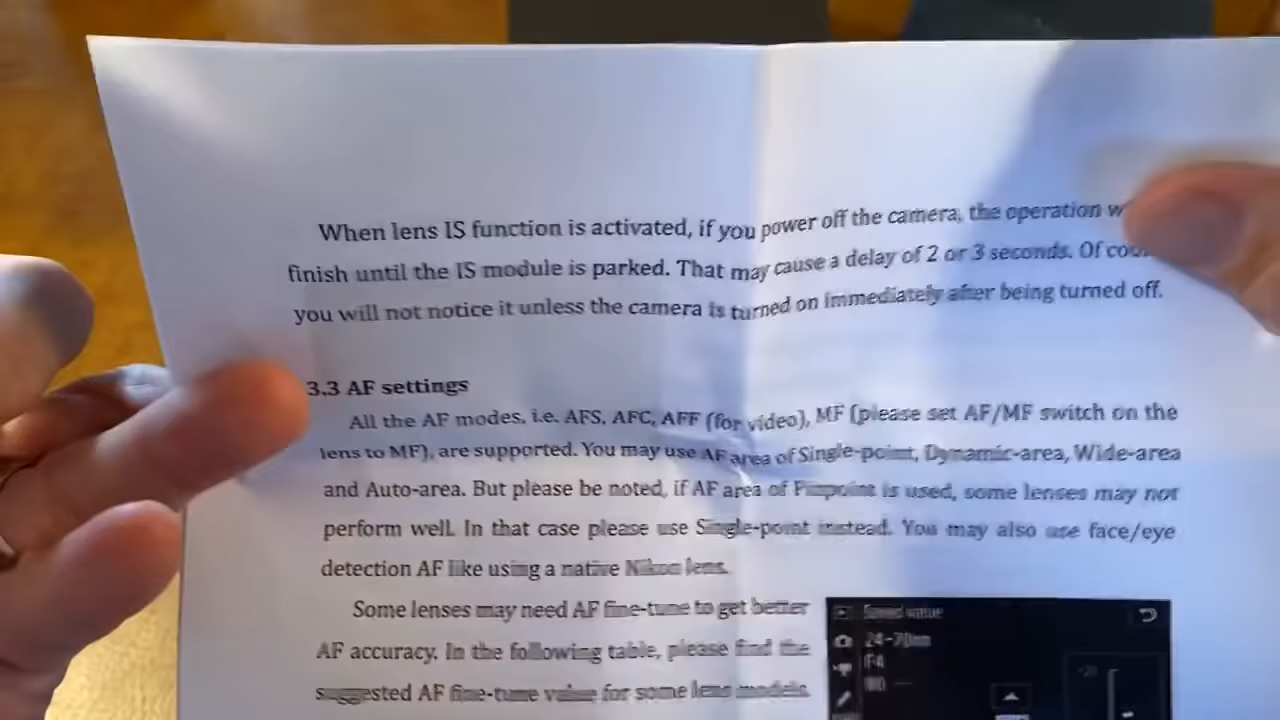 When lens IS function is activated, if you power off the camera, the operation
finish until the IS module is parked. That may cause a delay of 2 or 3 seconds. Of
you will not notice it unless the camera is turned on immediately after being turned off.
3.3 AF settings
All the AF modes, i.e. AFS, AFC, AFF (for video), MF (please set AF/MF switch on the
lens to MF), are supported. You may use AF area of Single-point, Dynamic-area, Wide-area
and Auto-area. But please be noted, if AF area of Pinpoint is used, some lenses may not
perform well. In that case please use Single-point instead. You may also use face/eye
detection AF like using a native Nikon lens.
Some lenses may need AF fine-tune to get better
AF accuracy. In the following table, please find the
suggested AF fine-tune value for some lens models.
Saved value
24-70mm
F4